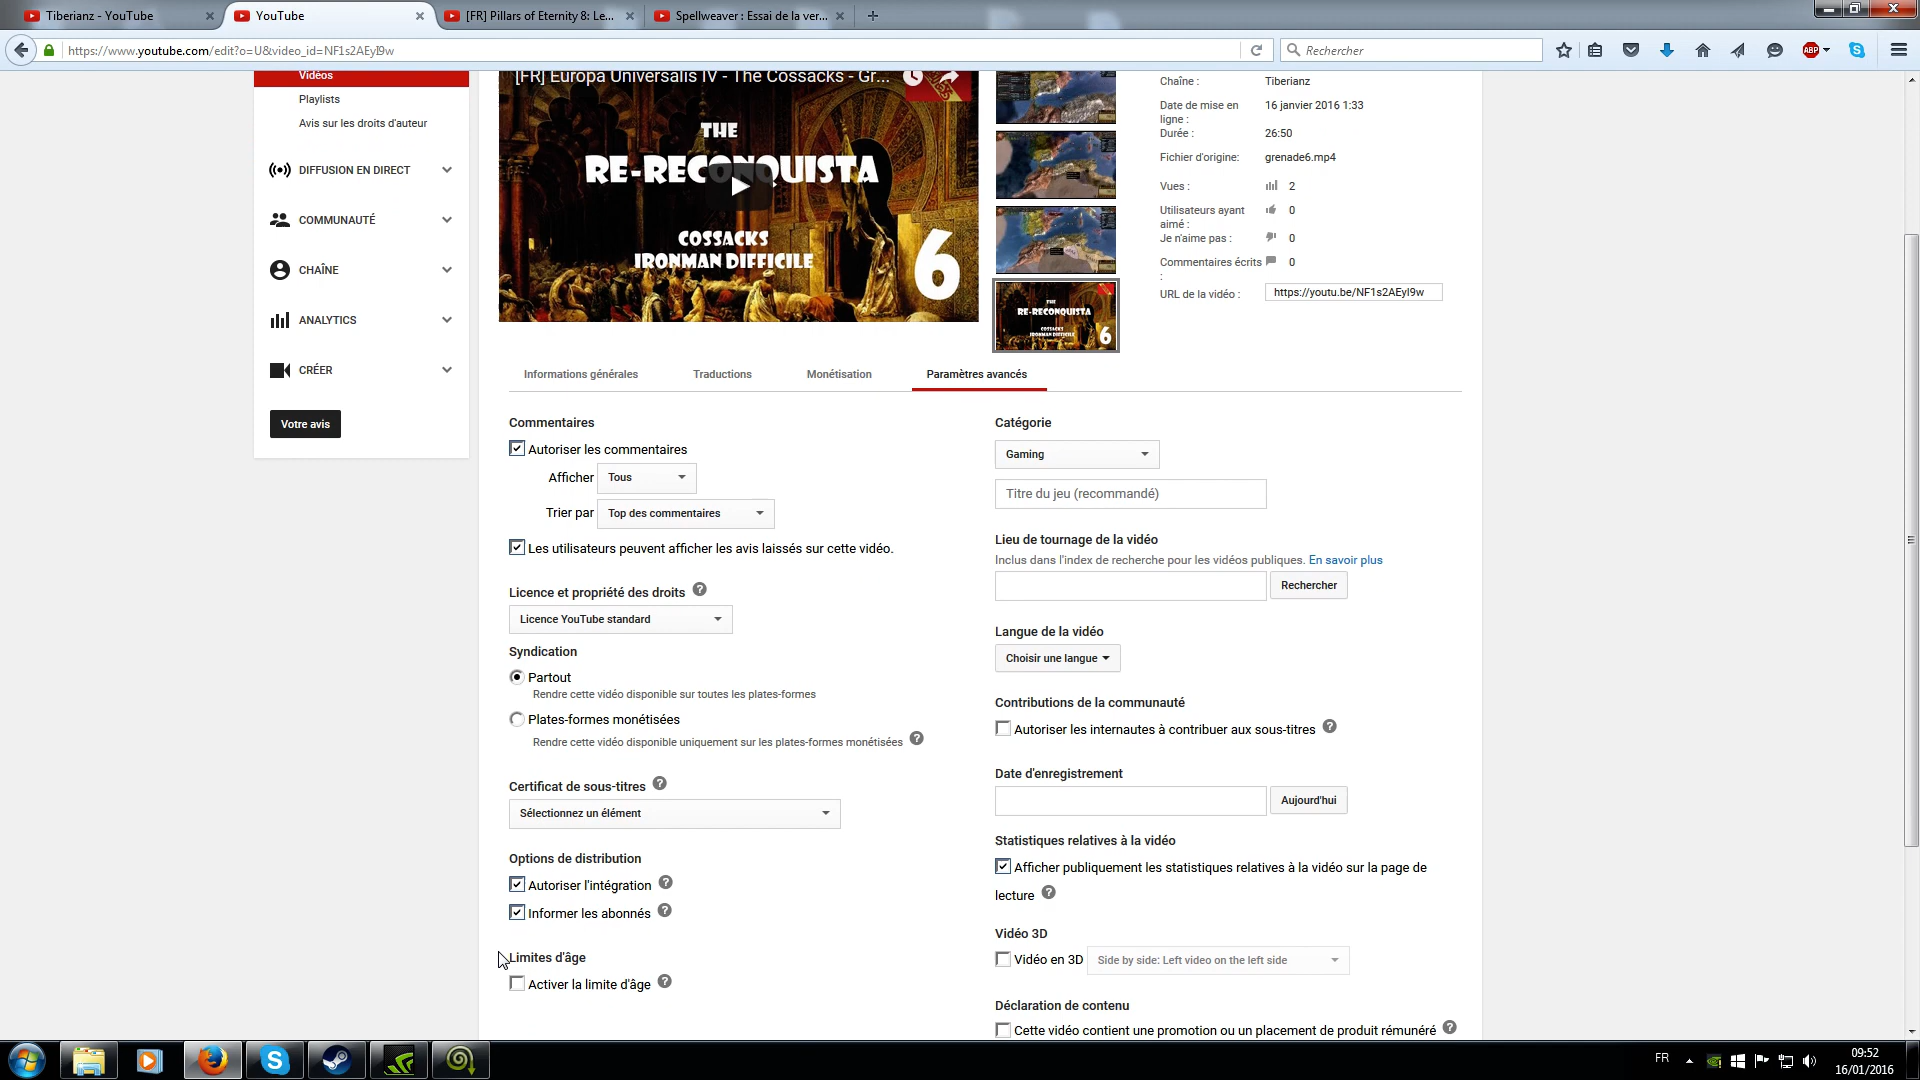 Tiberianz - YouTube
YouTube
[FR] Pillars of Eternity 8: Le...
Spellweaver : Essai de la ver...
https://www.youtube.com/edit?o=U&video_id=NF1s2AEyI9w
Rechercher
ABP
Vidéos
Playlists
Avis sur les droits d'auteur
DIFFUSION EN DIRECT
COMMUNAUTÉ
CHAÎNE
ANALYTICS
CRÉER
Votre avis
[FR] Europa Universalis IV - The Cossacks - Gr...
THE
RE-RECONQUISTA
COSSACKS
IRONMAN DIFFICILE
6
THE
RE-RECONQUISTA
COSSACKS
IRONMAN DIFFICILE
6
Chaîne :
Tiberianz
Date de mise en
ligne :
16 janvier 2016 1:33
Durée :
26:50
Fichier d'origine:
grenade6.mp4
Vues :
2
Utilisateurs ayant
aimé :
0
Je n'aime pas :
0
Commentaires écrits
:
0
URL de la vidéo :
https://youtu.be/NF1s2AEyI9w
Informations générales
Traductions
Monétisation
Paramètres avancés
Commentaires
Autoriser les commentaires
Afficher
Tous
Trier par
Top des commentaires
Les utilisateurs peuvent afficher les avis laissés sur cette vidéo.
Licence et propriété des droits
Licence YouTube standard
Syndication
Partout
Rendre cette vidéo disponible sur toutes les plates-formes
Plates-formes monétisées
Rendre cette vidéo disponible uniquement sur les plates-formes monétisées
Certificat de sous-titres
Sélectionnez un élément
Options de distribution
Autoriser l'intégration
Informer les abonnés
Limites d'âge
Activer la limite d'âge
Catégorie
Gaming
Titre du jeu (recommandé)
Lieu de tournage de la vidéo
Inclus dans l'index de recherche pour les vidéos publiques. En savoir plus
Rechercher
Langue de la vidéo
Choisir une langue
Contributions de la communauté
Autoriser les internautes à contribuer aux sous-titres
Date d'enregistrement
Aujourd'hui
Statistiques relatives à la vidéo
Afficher publiquement les statistiques relatives à la vidéo sur la page de
lecture
Vidéo 3D
Vidéo en 3D
Side by side: Left video on the left side
Déclaration de contenu
Cette vidéo contient une promotion ou un placement de produit rémunéré
FR
09:52
16/01/2016